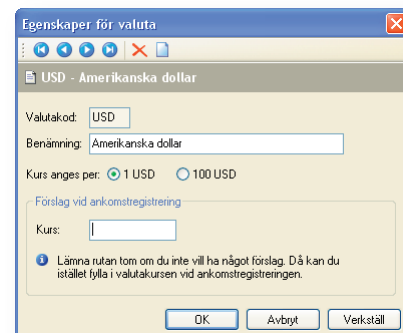 Egenskaper för valuta
USD - Amerikanska dollar
Valutakod: USD
Benämning: Amerikanska dollar
Kurs anges per: 1 USD 100 USD
Förslag vid ankomstregistrering
Kurs:
Lämna rutan tom om du inte vill ha något förslag. Då kan du
istället fylla i valutakursen vid ankomstregistreringen.
OK Avbryt Verkställ